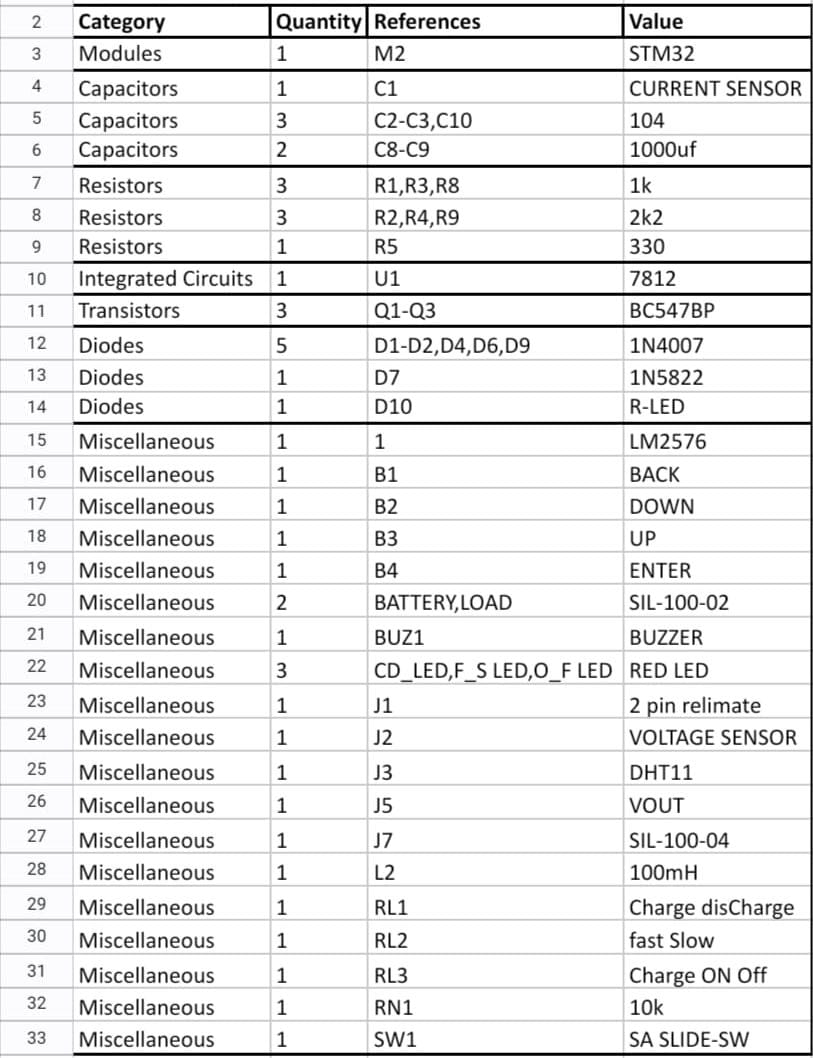 2 Category Quantity References Value
3 Modules 1 M2 STM32
4 Capacitors 1 C1 CURRENT SENSOR
5 Capacitors 3 C2-C3,C10 104
6 Capacitors 2 C8-C9 1000uf
7 Resistors 3 R1,R3,R8 1k
8 Resistors 3 R2,R4,R9 2k2
9 Resistors 1 R5 330
10 Integrated Circuits 1 U1 7812
11 Transistors 3 Q1-Q3 BC547BP
12 Diodes 5 D1-D2,D4,D6,D9 1N4007
13 Diodes 1 D7 1N5822
14 Diodes 1 D10 R-LED
15 Miscellaneous 1 1 LM2576
16 Miscellaneous 1 B1 BACK
17 Miscellaneous 1 B2 DOWN
18 Miscellaneous 1 B3 UP
19 Miscellaneous 1 B4 ENTER
20 Miscellaneous 2 BATTERY,LOAD SIL-100-02
21 Miscellaneous 1 BUZ1 BUZZER
22 Miscellaneous 3 CD_LED,F_S LED,O_F LED RED LED
23 Miscellaneous 1 J1 2 pin relimate
24 Miscellaneous 1 J2 VOLTAGE SENSOR
25 Miscellaneous 1 J3 DHT11
26 Miscellaneous 1 J5 VOUT
27 Miscellaneous 1 J7 SIL-100-04
28 Miscellaneous 1 L2 100mH
29 Miscellaneous 1 RL1 Charge disCharge
30 Miscellaneous 1 RL2 fast Slow
31 Miscellaneous 1 RL3 Charge ON Off
32 Miscellaneous 1 RN1 10k
33 Miscellaneous 1 SW1 SA SLIDE-SW